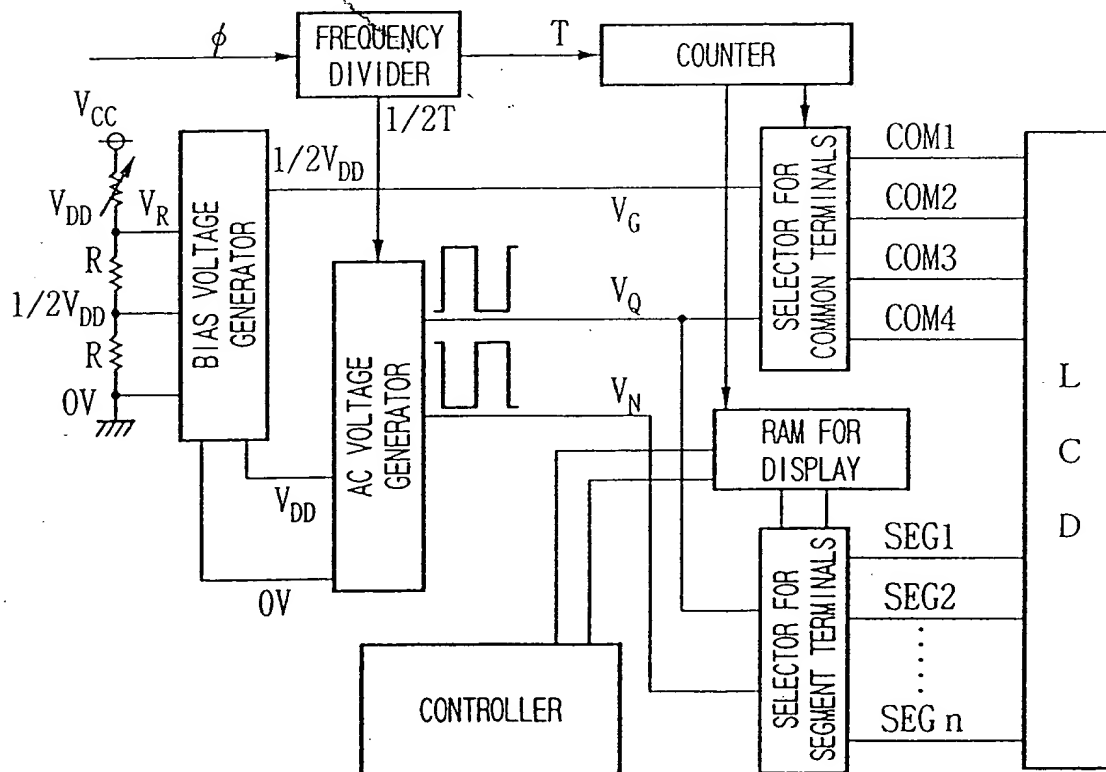 ϕ
FREQUENCY
DIVIDER
T
COUNTER
1/2T
V_CC
V_DD
V_R
R
1/2V_DD
R
0V
BIAS VOLTAGE
GENERATOR
1/2V_DD
V_G
V_Q
V_N
AC VOLTAGE
GENERATOR
V_DD
0V
SELECTOR FOR
COMMON TERMINALS
COM1
COM2
COM3
COM4
RAM FOR
DISPLAY
SELECTOR FOR
SEGMENT TERMINALS
SEG1
SEG2
SEG n
CONTROLLER
L
C
D